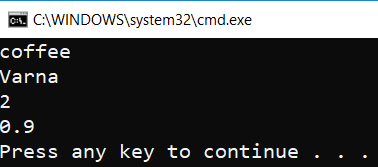 C:\WINDOWS\system32\cmd.exe
coffee
Varna
2
0.9
Press any key to continue . . .